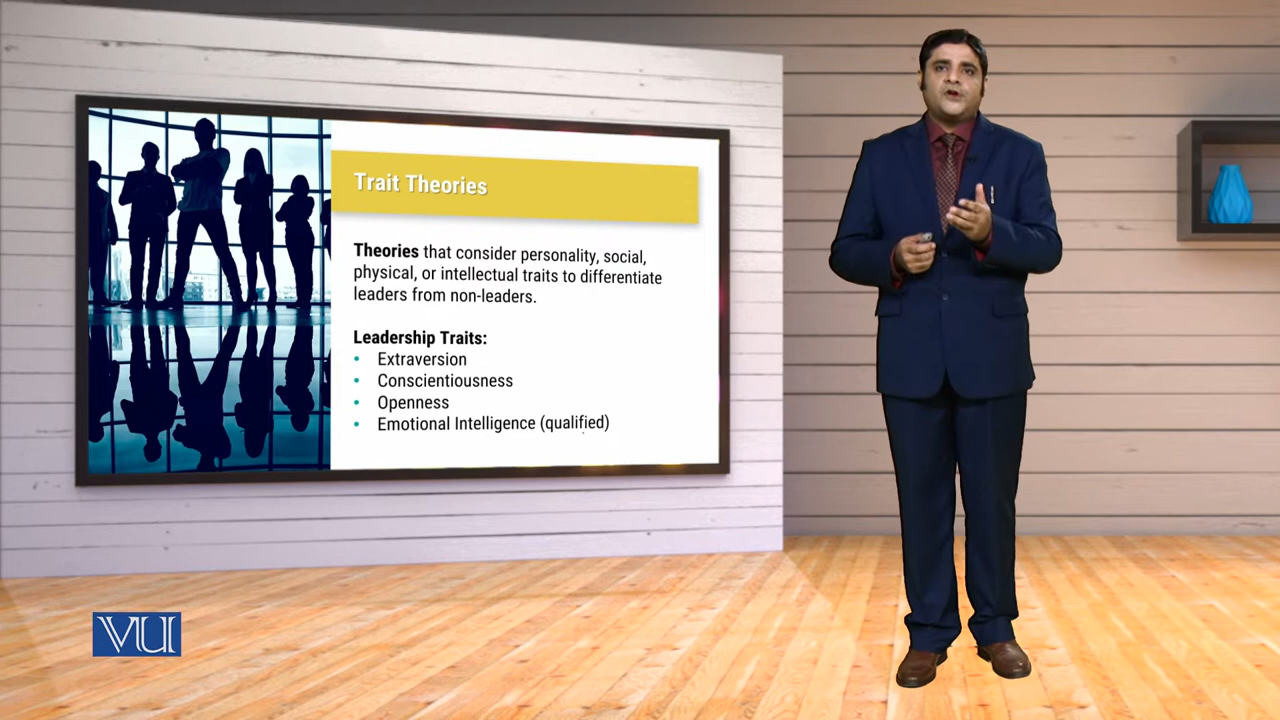 Trait Theories
Theories that consider personality, social,
physical, or intellectual traits to differentiate
leaders from non-leaders.
Leadership Traits:
• Extraversion
• Conscientiousness
• Openness
• Emotional Intelligence (qualified)
VU